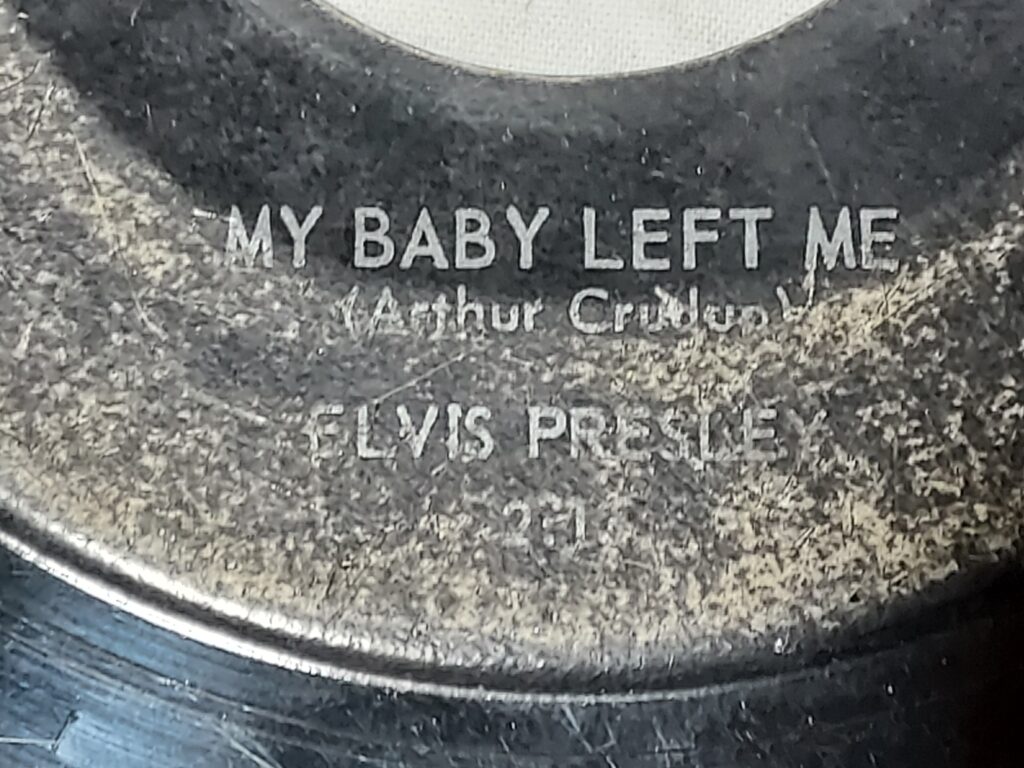 MY BABY LEFT ME
(Arthur Crudup)
ELVIS PRESLEY